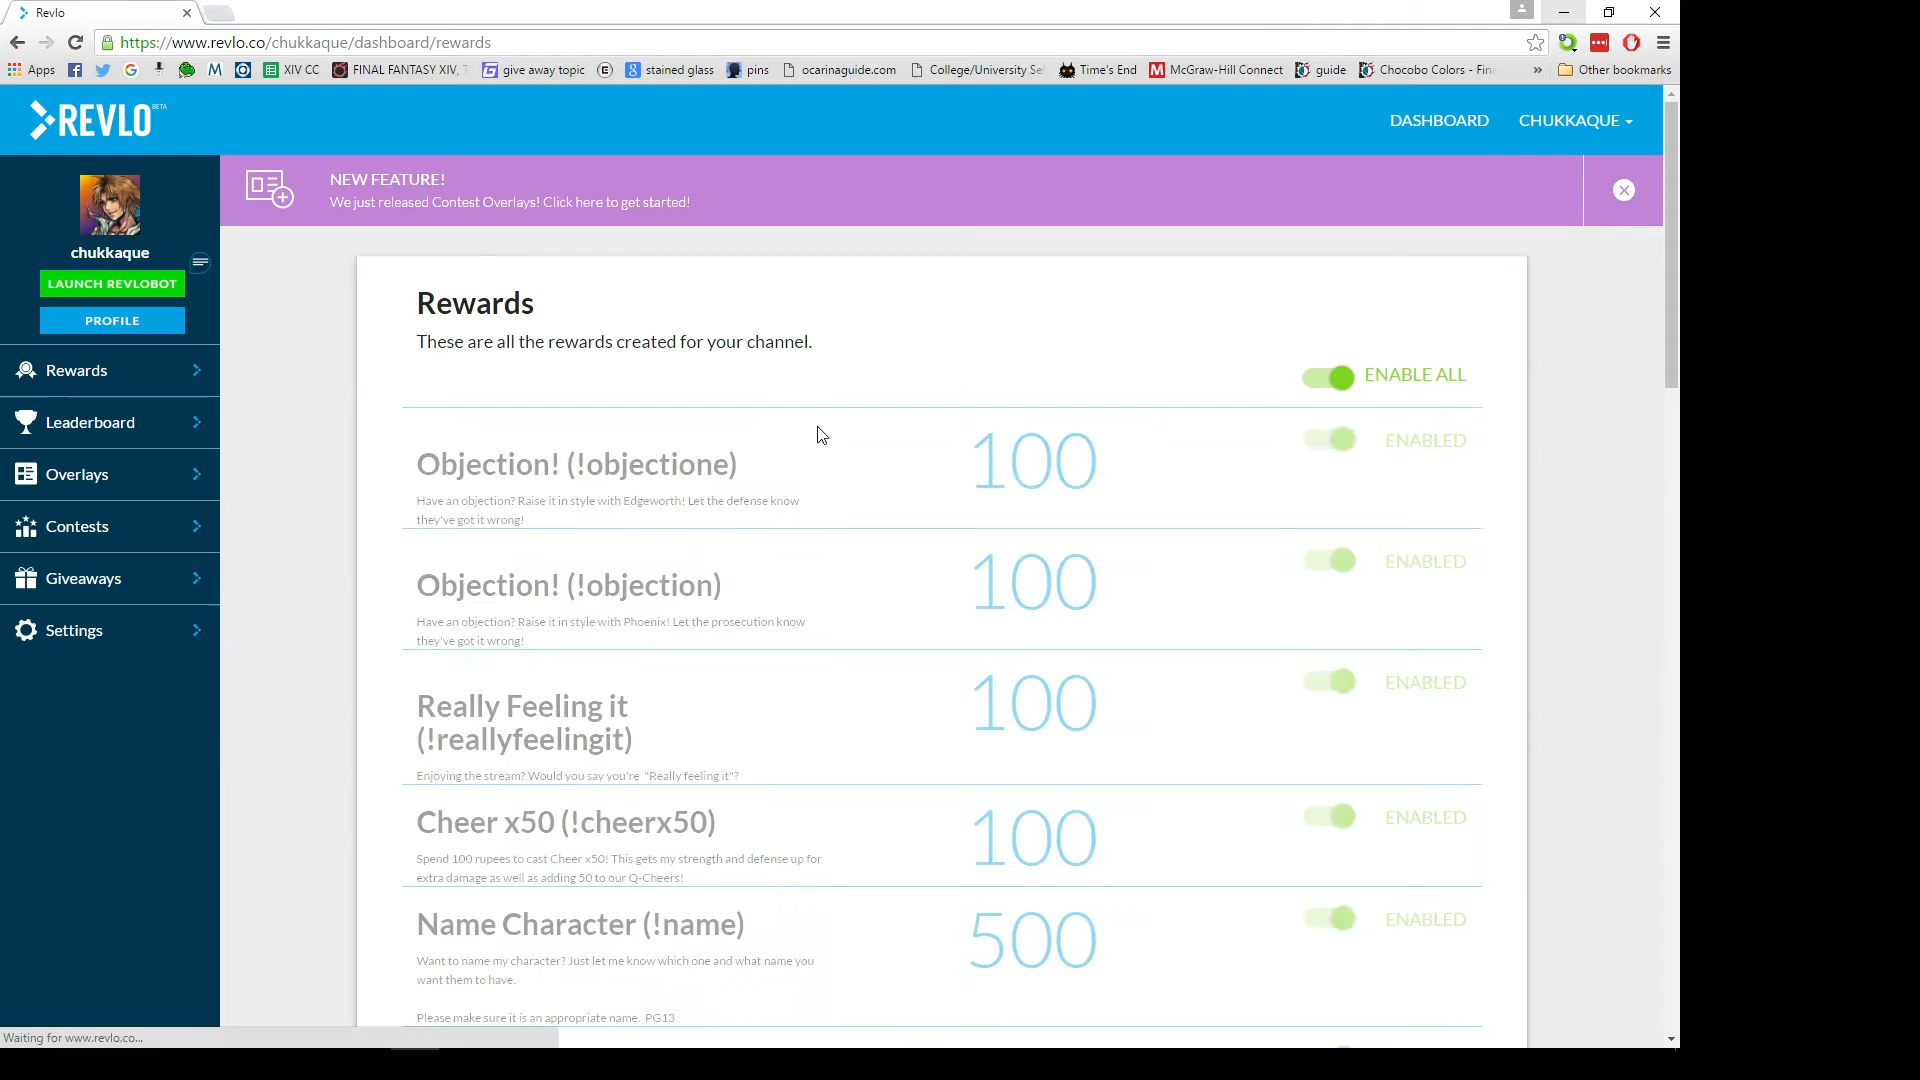 Revlo
https://www.revlo.co/chukkaque/dashboard/rewards
Apps XIV CC FINAL FANTASY XIV, give away topic stained glass pins ocarinaguide.com College/University Se Time's End McGraw-Hill Connect guide Chocobo Colors - Fin » Other bookmarks
REVLO BETA
DASHBOARD CHUKKAQUE
NEW FEATURE!
We just released Contest Overlays! Click here to get started!
chukkaque
LAUNCH REVLOBOT
PROFILE
Rewards
Leaderboard
Overlays
Contests
Giveaways
Settings
Rewards
These are all the rewards created for your channel.
ENABLE ALL
Objection! (!objectione) 100 ENABLED
Have an objection? Raise it in style with Edgeworth! Let the defense know
they've got it wrong!
Objection! (!objection) 100 ENABLED
Have an objection? Raise it in style with Phoenix! Let the prosecution know
they've got it wrong!
Really Feeling it 100 ENABLED
(!reallyfeelingit)
Enjoying the stream? Would you say you're "Really feeling it"?
Cheer x50 (!cheerx50) 100 ENABLED
Spend 100 rupees to cast Cheer x50! This gets my strength and defense up for
extra damage as well as adding 50 to our Q-Cheers!
Name Character (!name) 500 ENABLED
Want to name my character? Just let me know which one and what name you
want them to have.
Please make sure it is an appropriate name. PG13
Waiting for www.revlo.co...